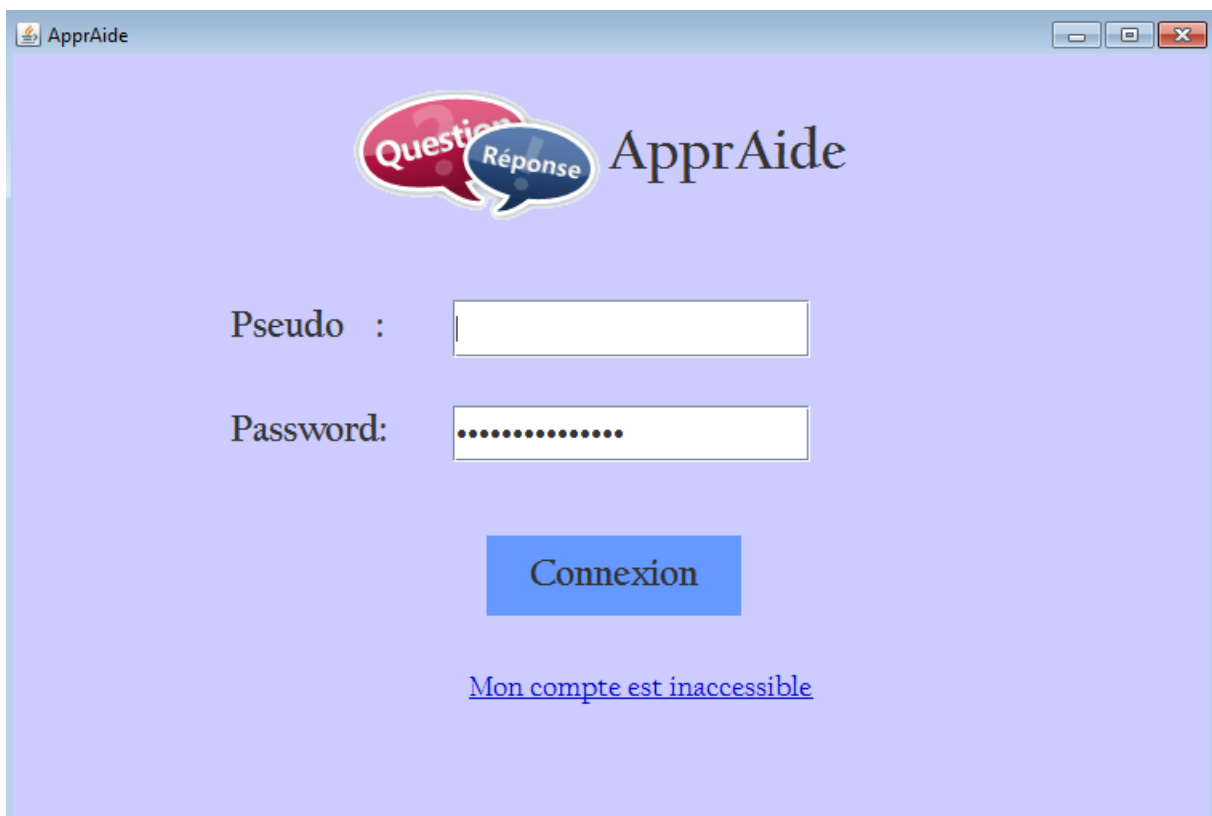 ApprAide
Question
Réponse
ApprAide
Pseudo :
Password:
•••••••••••••••
Connexion
Mon compte est inaccessible